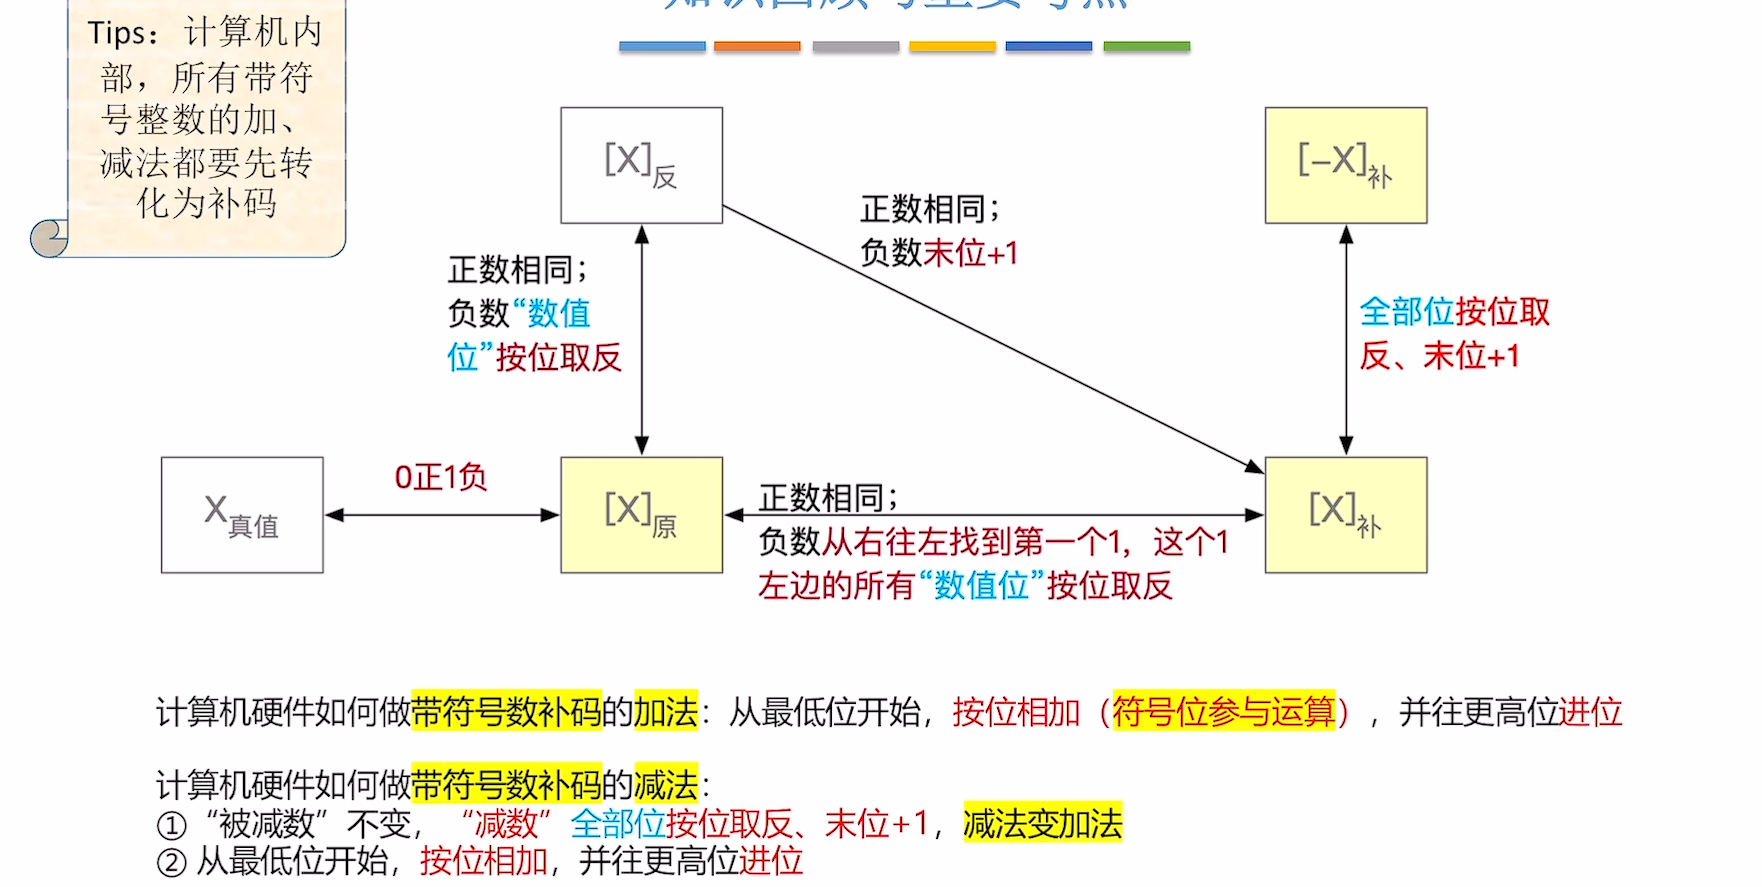 Tips：计算机内
部，所有带符
号整数的加、
减法都要先转
化为补码
[X]反
[−X]补
正数相同；
负数末位+1
正数相同；
负数“数值
位”按位取反
全部位按位取
反、末位+1
X真值
0正1负
[X]原
正数相同；
负数从右往左找到第一个1，这个1
左边的所有“数值位”按位取反
[X]补
计算机硬件如何做带符号数补码的加法：从最低位开始，按位相加（符号位参与运算），并往更高位进位
计算机硬件如何做带符号数补码的减法：
①“被减数”不变，“减数”全部位按位取反、末位+1，减法变加法
② 从最低位开始，按位相加，并往更高位进位